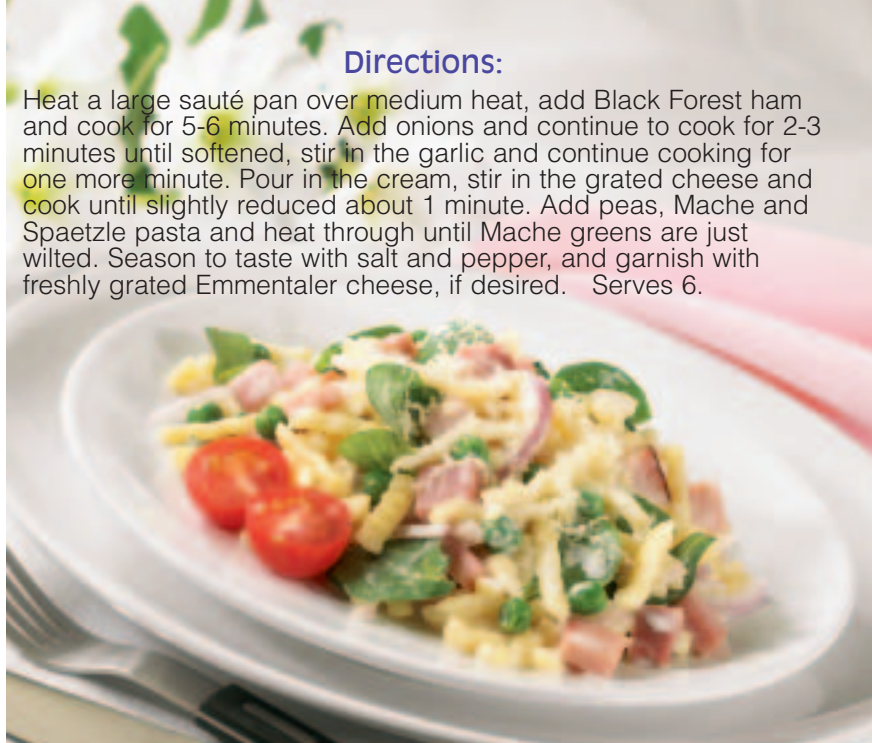 Directions:
Heat a large sauté pan over medium heat, add Black Forest ham
and cook for 5-6 minutes. Add onions and continue to cook for 2-3
minutes until softened, stir in the garlic and continue cooking for
one more minute. Pour in the cream, stir in the grated cheese and
cook until slightly reduced about 1 minute. Add peas, Mache and
Spaetzle pasta and heat through until Mache greens are just
wilted. Season to taste with salt and pepper, and garnish with
freshly grated Emmentaler cheese, if desired.   Serves 6.